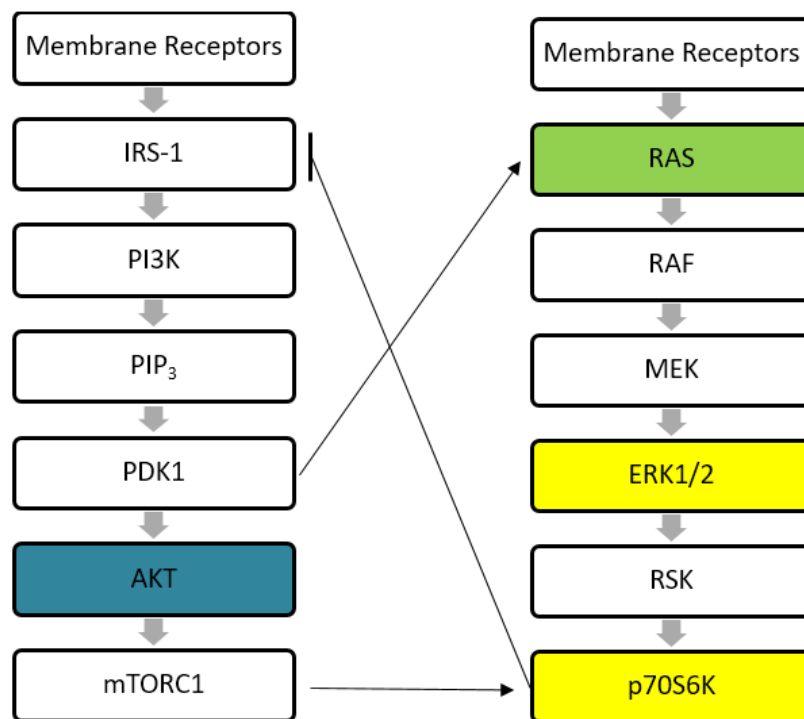 Membrane Receptors
IRS-1
PI3K
PIP₃
PDK1
AKT
mTORC1
Membrane Receptors
RAS
RAF
MEK
ERK1/2
RSK
p70S6K